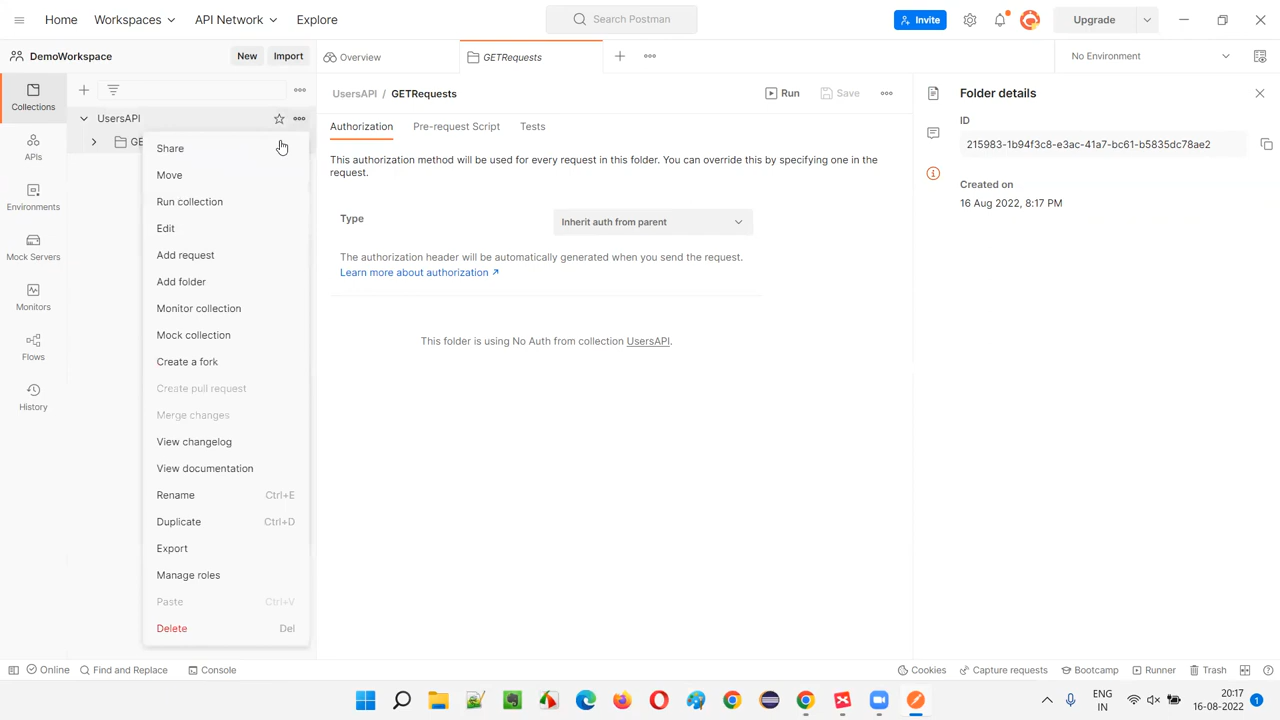 Home Workspaces API Network Explore Search Postman Invite Upgrade
DemoWorkspace New Import Overview GETRequests No Environment
Collections
APIs
Environments
Mock Servers
Monitors
Flows
History
UsersAPI
GE
Share
Move
Run collection
Edit
Add request
Add folder
Monitor collection
Mock collection
Create a fork
Create pull request
Merge changes
View changelog
View documentation
Rename Ctrl+E
Duplicate Ctrl+D
Export
Manage roles
Paste Ctrl+V
Delete Del
UsersAPI / GETRequests Run Save
Authorization Pre-request Script Tests
This authorization method will be used for every request in this folder. You can override this by specifying one in the
request.
Type Inherit auth from parent
The authorization header will be automatically generated when you send the request.
Learn more about authorization ↗
This folder is using No Auth from collection UsersAPI.
Folder details
ID
215983-1b94f3c8-e3ac-41a7-bc61-b5835dc78ae2
Created on
16 Aug 2022, 8:17 PM
Online Find and Replace Console Cookies Capture requests Bootcamp Runner Trash
ENG
IN
20:17
16-08-2022
1